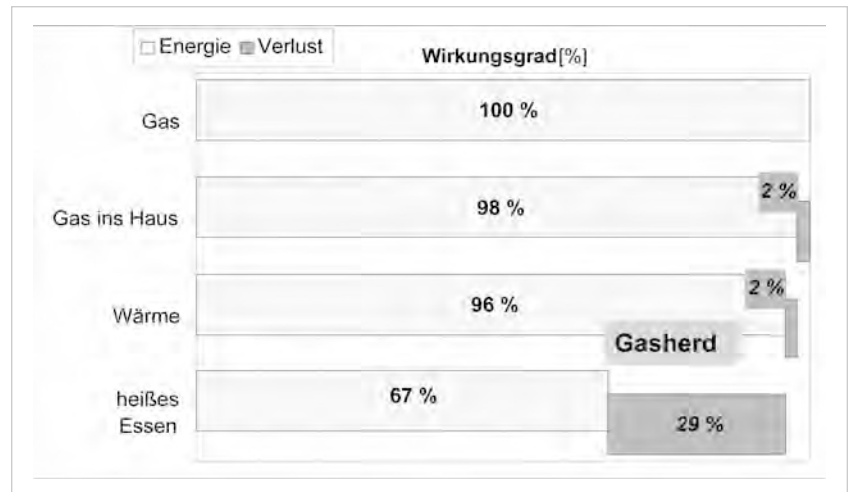 Energie Verlust
Wirkungsgrad[%]
Gas
100 %
Gas ins Haus
98 %
2 %
Wärme
96 %
2 %
Gasherd
heißes
Essen
67 %
29 %